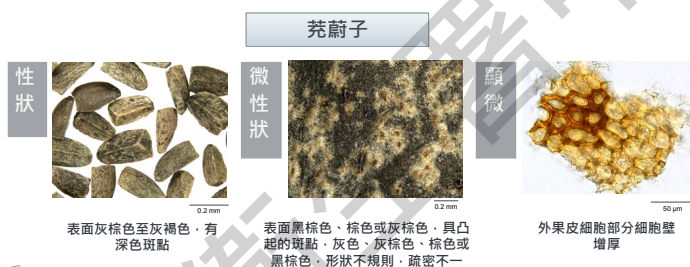 茺蔚子
性狀
0.2 mm
表面灰棕色至灰褐色，有
深色斑點
微性狀
0.2 mm
表面黑棕色、棕色或灰棕色，具凸
起的斑點，灰色、灰棕色、棕色或
黑棕色，形狀不規則，疏密不一
顯微
50 μm
外果皮細胞部分細胞壁
增厚